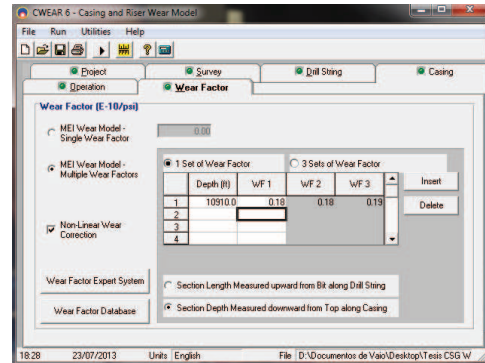 CWEAR 6 - Casing and Riser Wear Model
File Run Utilities Help
Project Survey Drill String Casing
Operation Wear Factor
Wear Factor (E-10/psi)
MEI Wear Model -
Single Wear Factor
0.00
MEI Wear Model -
Multiple Wear Factors
1 Set of Wear Factor 3 Sets of Wear Factor
Depth (ft) WF 1 WF 2 WF 3
1 10910.0 0.18 0.18 0.19
2
3
4
Insert
Delete
Non-Linear Wear
Correction
Wear Factor Expert System
Wear Factor Database
Section Length Measured upward from Bit along Drill String
Section Depth Measured downward from Top along Casing
18:28 23/07/2013 Units English File D:\Documentos de Vaio\Desktop\Tesis CSG W